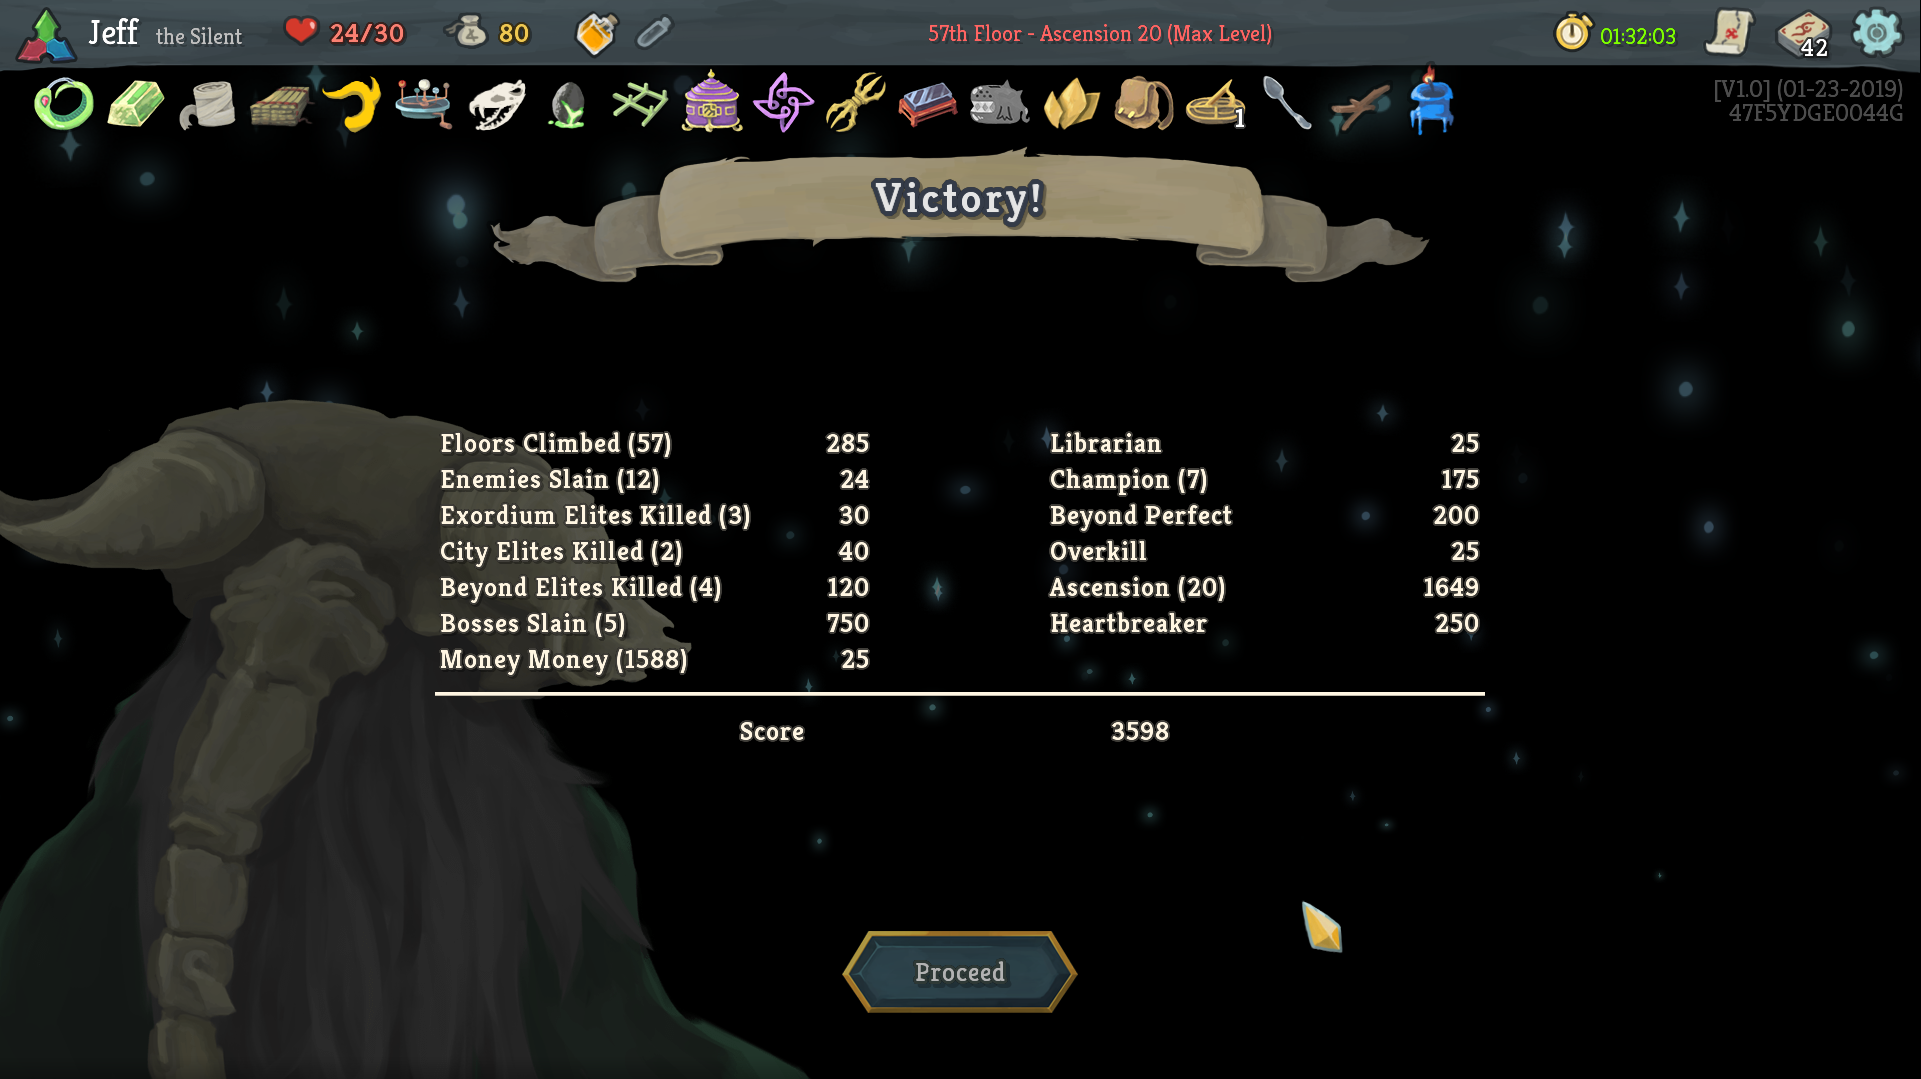 Jeff the Silent 24/30 80 57th Floor - Ascension 20 (Max Level) 01:32:03 42
[V1.0] (01-23-2019)
47F5YDGE0044G
1
Victory!
Floors Climbed (57) 285
Enemies Slain (12) 24
Exordium Elites Killed (3) 30
City Elites Killed (2) 40
Beyond Elites Killed (4) 120
Bosses Slain (5) 750
Money Money (1588) 25
Librarian 25
Champion (7) 175
Beyond Perfect 200
Overkill 25
Ascension (20) 1649
Heartbreaker 250
Score 3598
Proceed